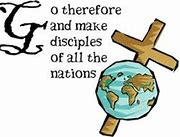 Go therefore
and make
disciples
of all the
nations